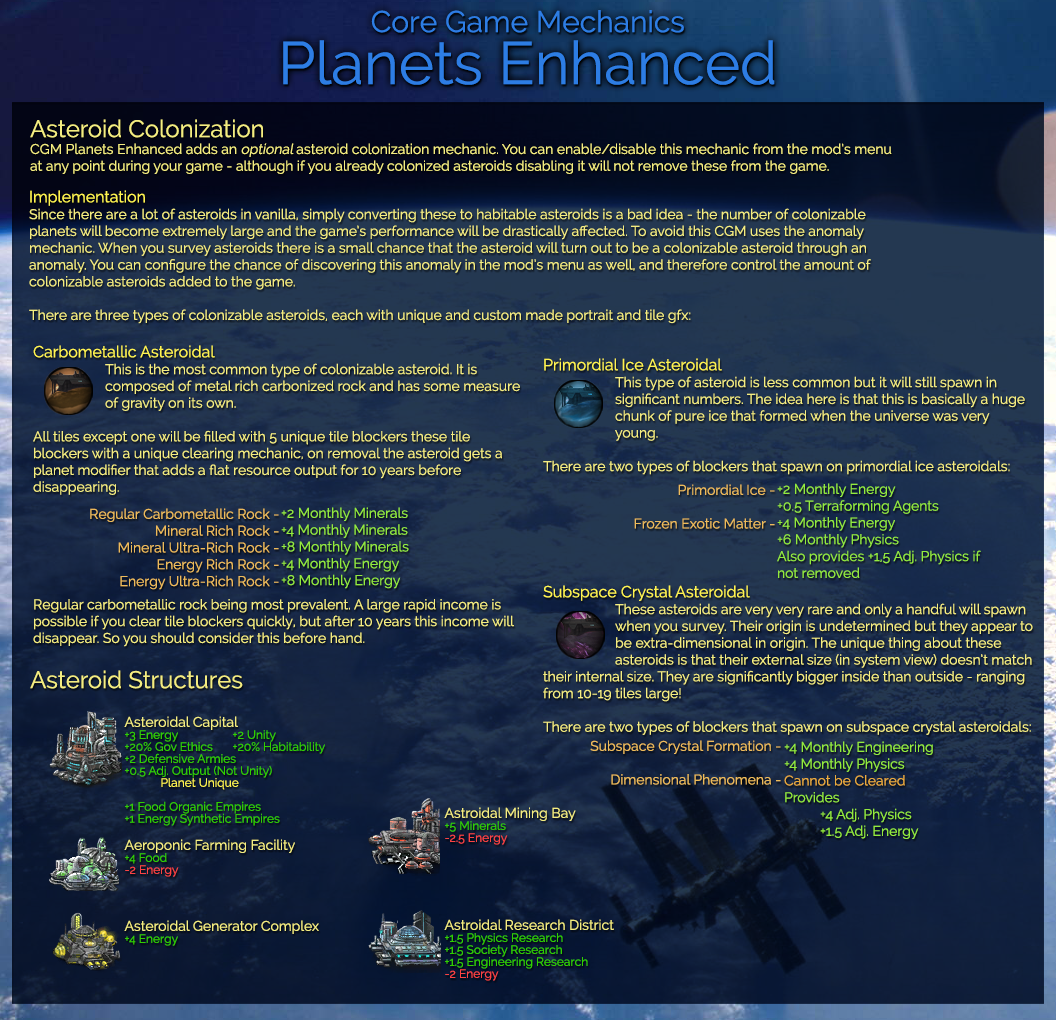 Core Game Mechanics
Planets Enhanced
Asteroid Colonization
CGM Planets Enhanced adds an optional asteroid colonization mechanic. You can enable/disable this mechanic from the mod's menu
at any point during your game - although if you already colonized asteroids disabling it will not remove these from the game.
Implementation
Since there are a lot of asteroids in vanilla, simply converting these to habitable asteroids is a bad idea - the number of colonizable
planets will become extremely large and the game's performance will be drastically affected. To avoid this CGM uses the anomaly
mechanic. When you survey asteroids there is a small chance that the asteroid will turn out to be a colonizable asteroid through an
anomaly. You can configure the chance of discovering this anomaly in the mod's menu as well, and therefore control the amount of
colonizable asteroids added to the game.
There are three types of colonizable asteroids, each with unique and custom made portrait and tile gfx:
Carbometallic Asteroidal
This is the most common type of colonizable asteroid. It is
composed of metal rich carbonized rock and has some measure
of gravity on its own.
All tiles except one will be filled with 5 unique tile blockers these tile
blockers with a unique clearing mechanic, on removal the asteroid gets a
planet modifier that adds a flat resource output for 10 years before
disappearing.
Regular Carbometallic Rock - +2 Monthly Minerals
Mineral Rich Rock - +4 Monthly Minerals
Mineral Ultra-Rich Rock - +8 Monthly Minerals
Energy Rich Rock - +4 Monthly Energy
Energy Ultra-Rich Rock - +8 Monthly Energy
Regular carbometallic rock being most prevalent. A large rapid income is
possible if you clear tile blockers quickly, but after 10 years this income will
disappear. So you should consider this before hand.
Primordial Ice Asteroidal
This type of asteroid is less common but it will still spawn in
significant numbers. The idea here is that this is basically a huge
chunk of pure ice that formed when the universe was very
young.
There are two types of blockers that spawn on primordial ice asteroidals:
Primordial Ice - +2 Monthly Energy
+0.5 Terraforming Agents
Frozen Exotic Matter - +4 Monthly Energy
+6 Monthly Physics
Also provides +1,5 Adj. Physics if
not removed
Subspace Crystal Asteroidal
These asteroids are very very rare and only a handful will spawn
when you survey. Their origin is undetermined but they appear to
be extra-dimensional in origin. The unique thing about these
asteroids is that their external size (in system view) doesn't match
their internal size. They are significantly bigger inside than outside - ranging
from 10-19 tiles large!
There are two types of blockers that spawn on subspace crystal asteroidals:
Subspace Crystal Formation - +4 Monthly Engineering
+4 Monthly Physics
Dimensional Phenomena - Cannot be Cleared
Provides
+4 Adj. Physics
+1.5 Adj. Energy
Asteroid Structures
Asteroidal Capital
+3 Energy +2 Unity
+20% Gov Ethics +20% Habitability
+2 Defensive Armies
+0.5 Adj. Output (Not Unity)
Planet Unique
+1 Food Organic Empires
+1 Energy Synthetic Empires
Aeroponic Farming Facility
+4 Food
-2 Energy
Asteroidal Generator Complex
+4 Energy
Astroidal Mining Bay
+5 Minerals
-2.5 Energy
Astroidal Research District
+1.5 Physics Research
+1.5 Society Research
+1.5 Engineering Research
-2 Energy